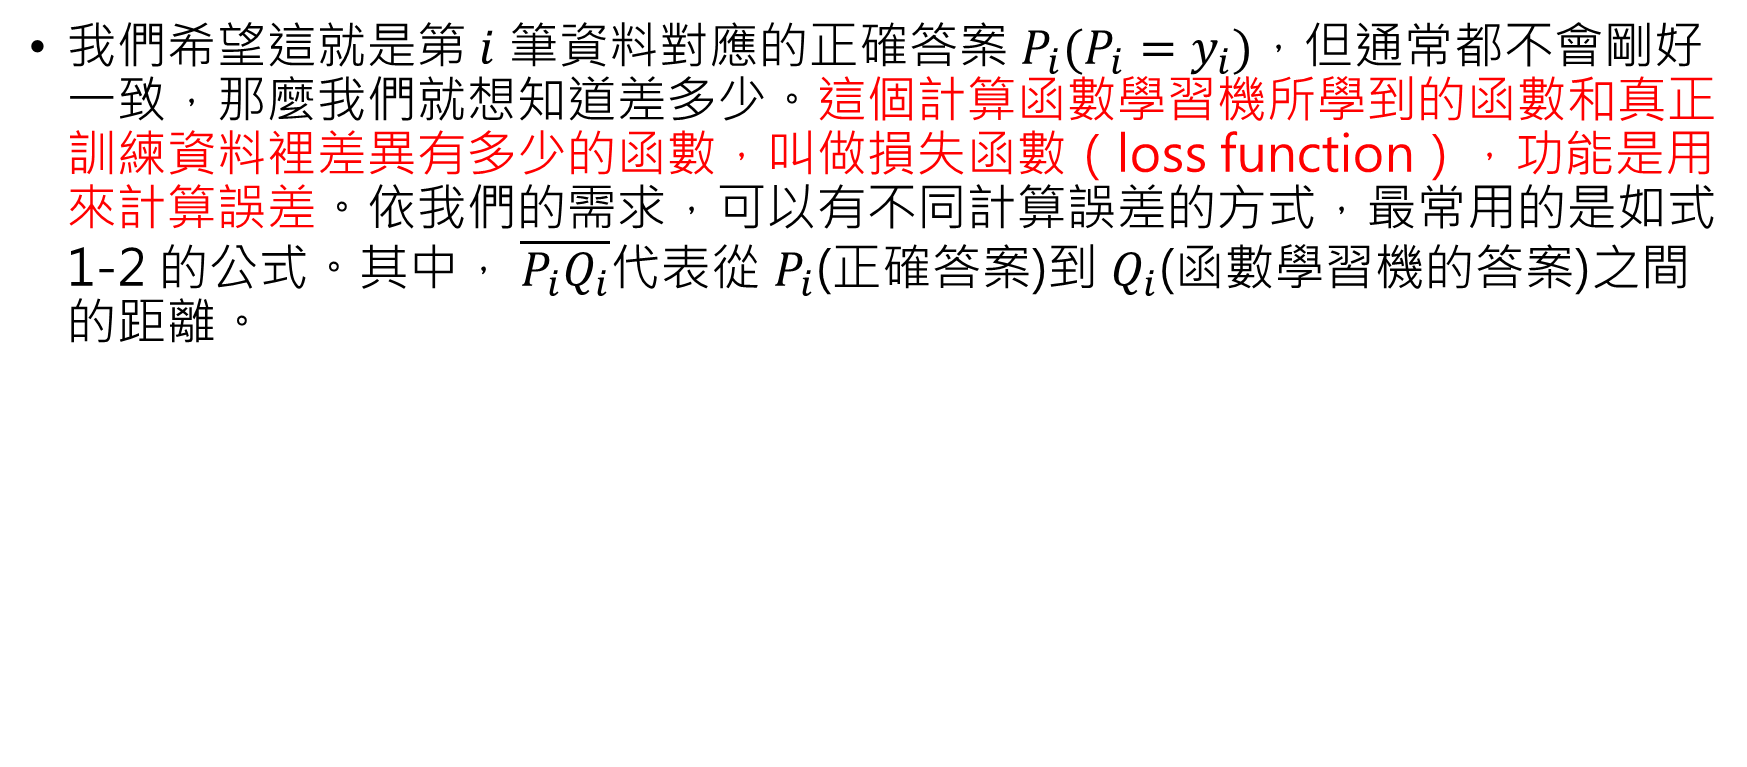 • 我們希望這就是第 i 筆資料對應的正確答案 Pᵢ(Pᵢ = yᵢ)，但通常都不會剛好
一致，那麼我們就想知道差多少。這個計算函數學習機所學到的函數和真正
訓練資料裡差異有多少的函數，叫做損失函數（loss function），功能是用
來計算誤差。依我們的需求，可以有不同計算誤差的方式，最常用的是如式
1-2 的公式。其中， P̅ᵢQ̅ᵢ代表從 Pᵢ(正確答案)到 Qᵢ(函數學習機的答案)之間
的距離。